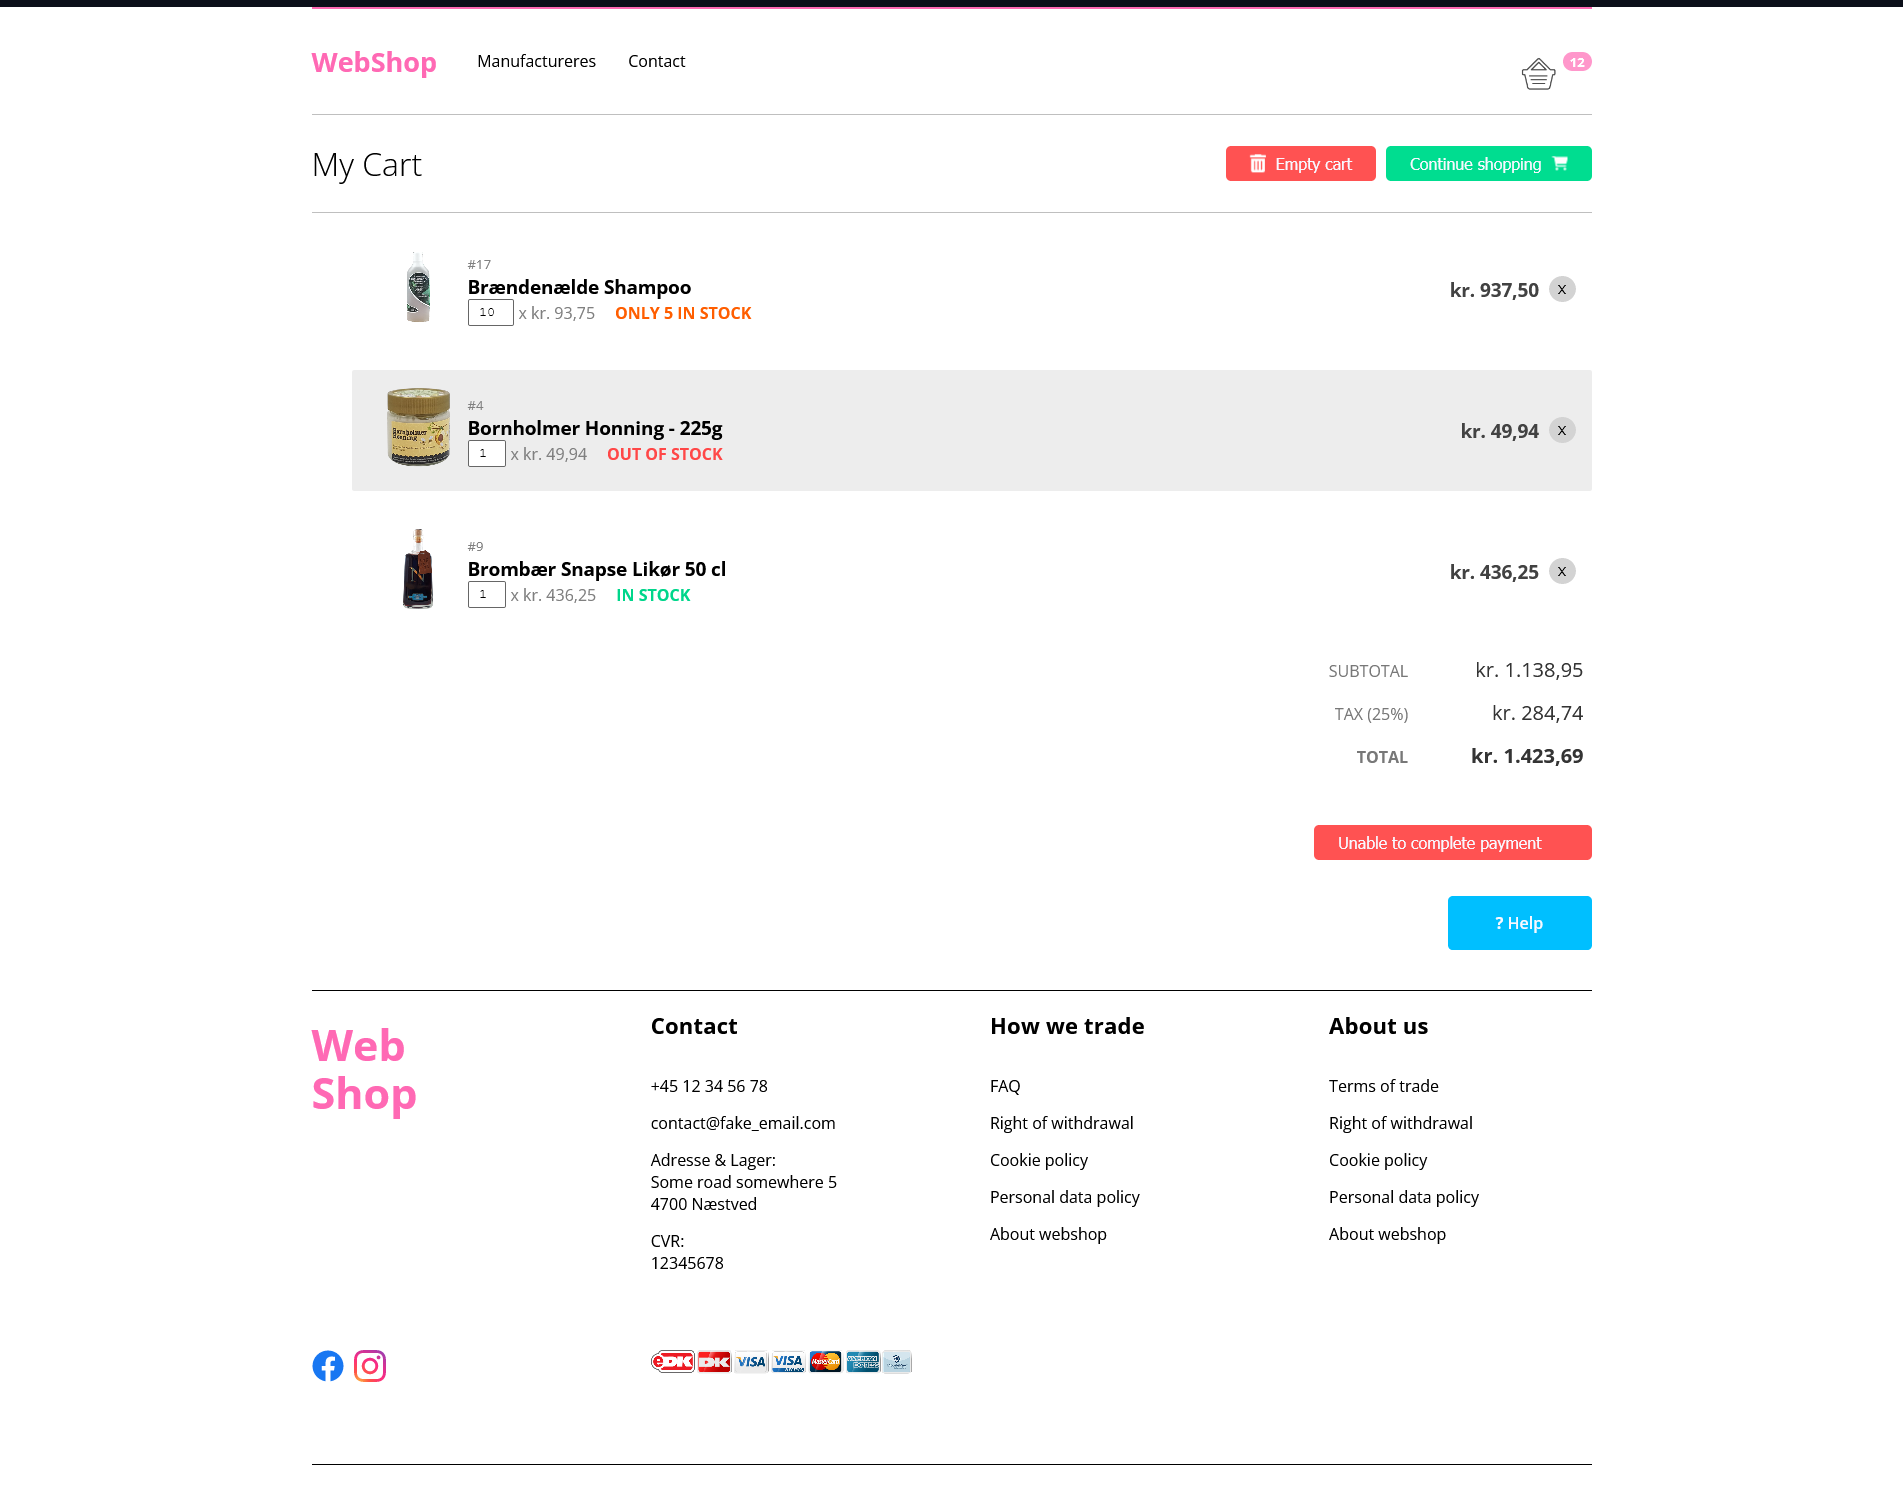 WebShop
Manufactureres
Contact
12
My Cart
Empty cart
Continue shopping
#17
Brændenælde Shampoo
10 x kr. 93,75 ONLY 5 IN STOCK
kr. 937,50 X
#4
Bornholmer Honning - 225g
1 x kr. 49,94 OUT OF STOCK
kr. 49,94 X
Bornholmer
Honning
#9
Brombær Snapse Likør 50 cl
1 x kr. 436,25 IN STOCK
kr. 436,25 X
N
SUBTOTAL kr. 1.138,95
TAX (25%) kr. 284,74
TOTAL kr. 1.423,69
Unable to complete payment
? Help
Web
Shop
Contact
+45 12 34 56 78
contact@fake_email.com
Adresse & Lager:
Some road somewhere 5
4700 Næstved
CVR:
12345678
How we trade
FAQ
Right of withdrawal
Cookie policy
Personal data policy
About webshop
About us
Terms of trade
Right of withdrawal
Cookie policy
Personal data policy
About webshop
eDK DK VISA VISA MasterCard